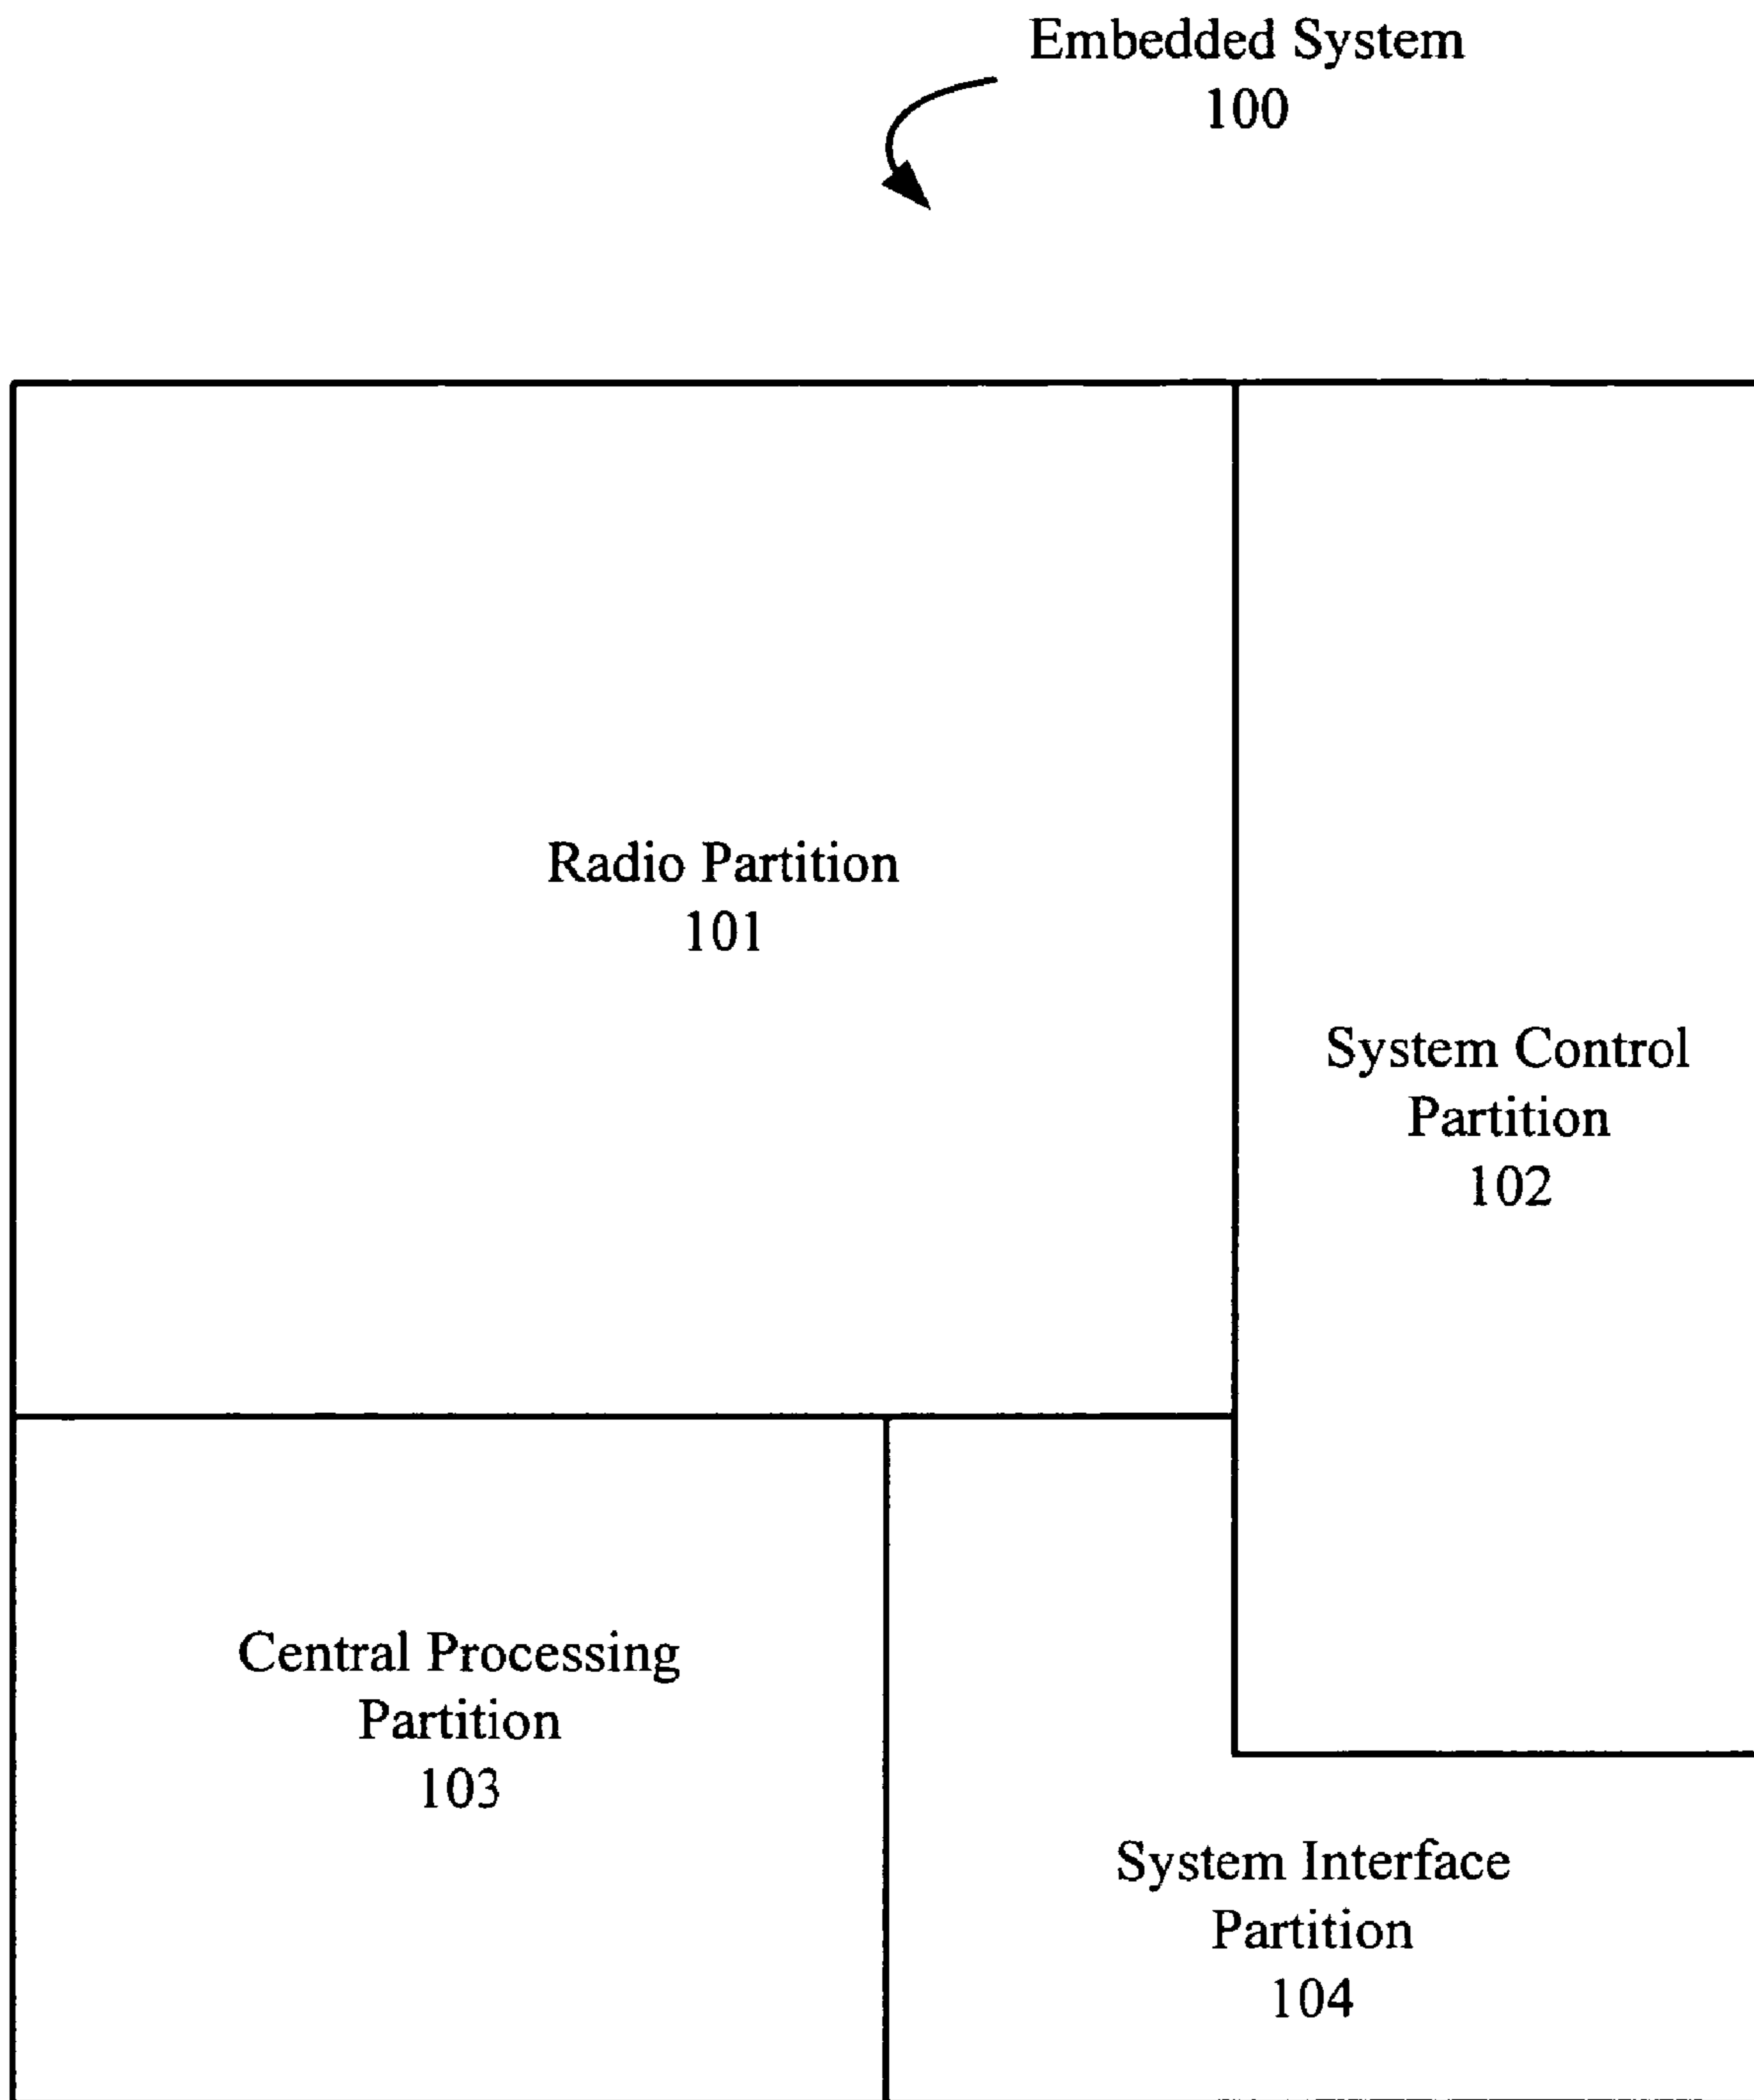 Embedded System
100
Radio Partition
101
System Control
Partition
102
Central Processing
Partition
103
System Interface
Partition
104